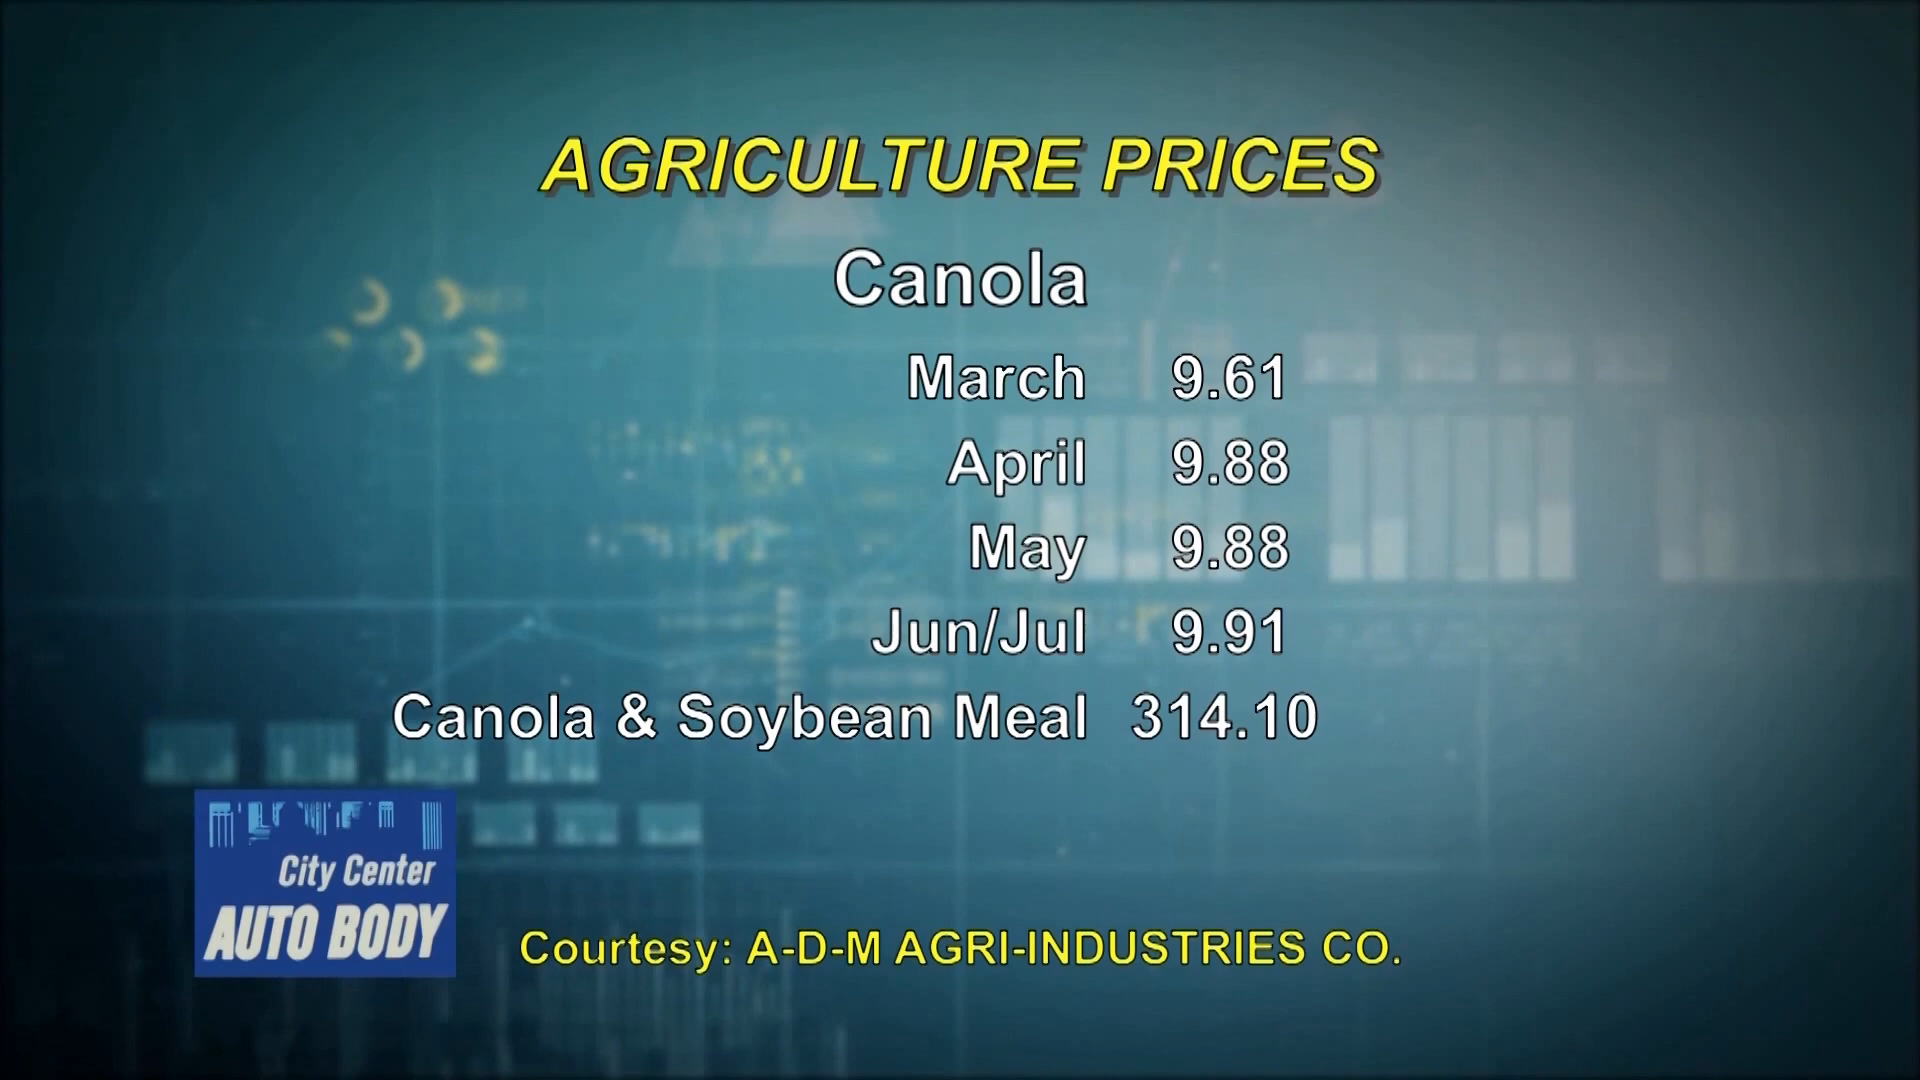 AGRICULTURE PRICES
Canola
March 9.61
April 9.88
May 9.88
Jun/Jul 9.91
Canola & Soybean Meal 314.10
City Center
AUTO BODY
Courtesy: A-D-M AGRI-INDUSTRIES CO.